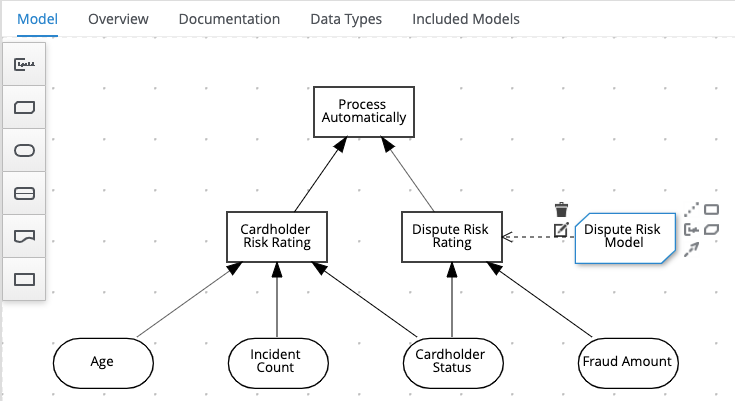 Model Overview Documentation Data Types Included Models
Process
Automatically
Cardholder
Risk Rating
Dispute Risk
Rating
Dispute Risk
Model
Age
Incident
Count
Cardholder
Status
Fraud Amount